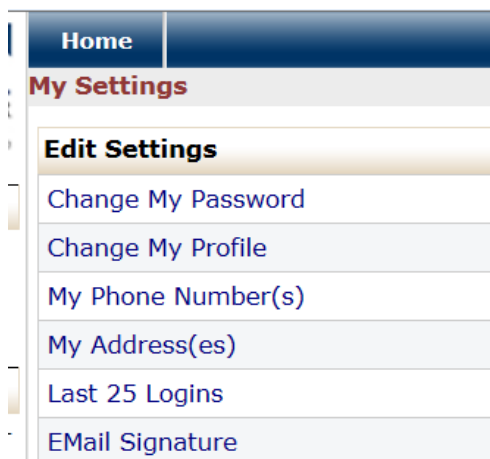 Home
My Settings
Edit Settings
Change My Password
Change My Profile
My Phone Number(s)
My Address(es)
Last 25 Logins
EMail Signature